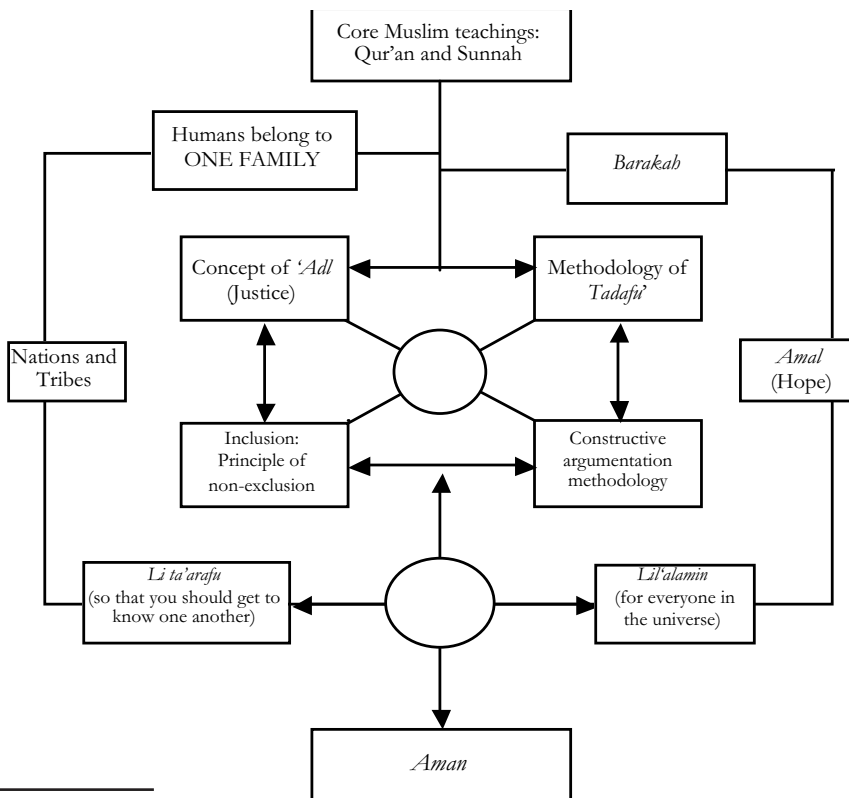 Core Muslim teachings:
Qur’an and Sunnah
Humans belong to
ONE FAMILY
Barakah
Concept of ‘Adl
(Justice)
Methodology of
Tadafu’
Nations and
Tribes
Amal
(Hope)
Inclusion:
Principle of
non-exclusion
Constructive
argumentation
methodology
Li ta’arafu
(so that you should get to
know one another)
Lil‘alamin
(for everyone in
the universe)
Aman